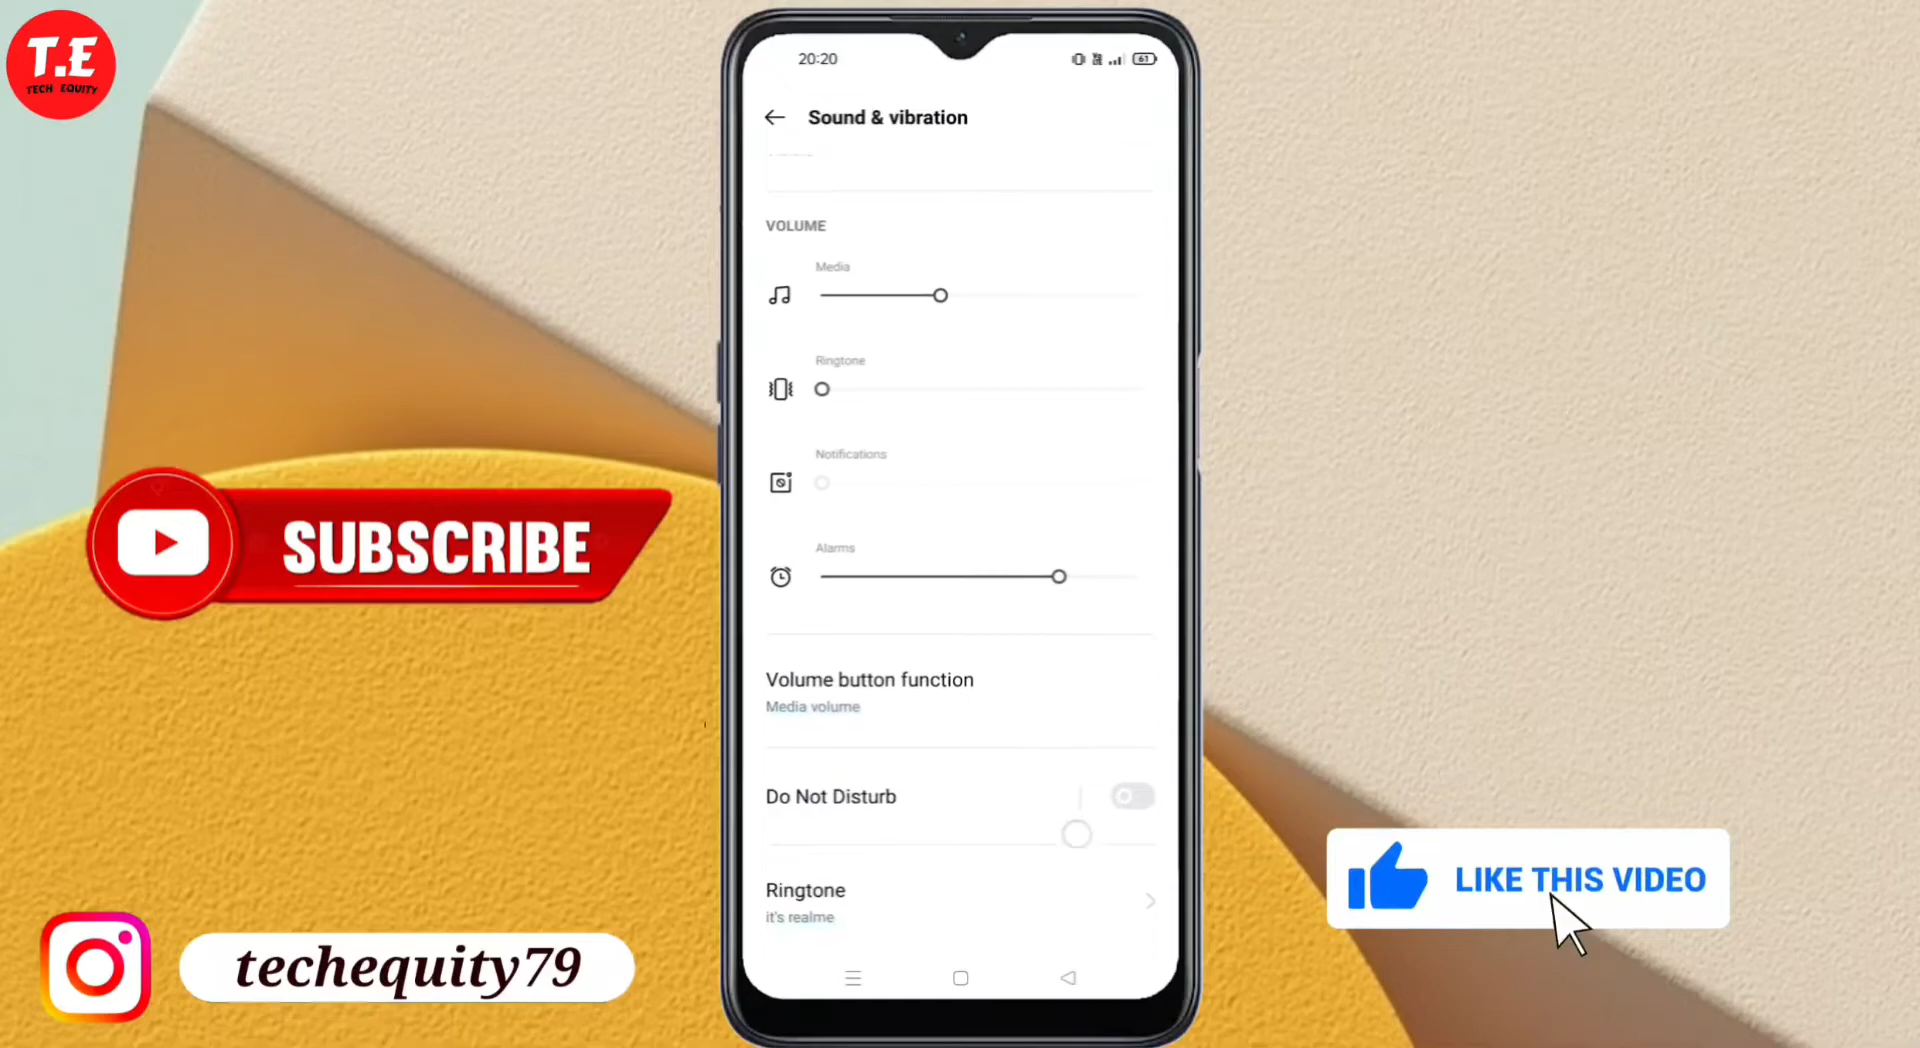 T.E
TECH EQUITY
20:20
61
Sound & vibration
VOLUME
Media
Ringtone
Notifications
Alarms
Volume button function
Media volume
Do Not Disturb
Ringtone
it's realme
SUBSCRIBE
LIKE THIS VIDEO
techequity79